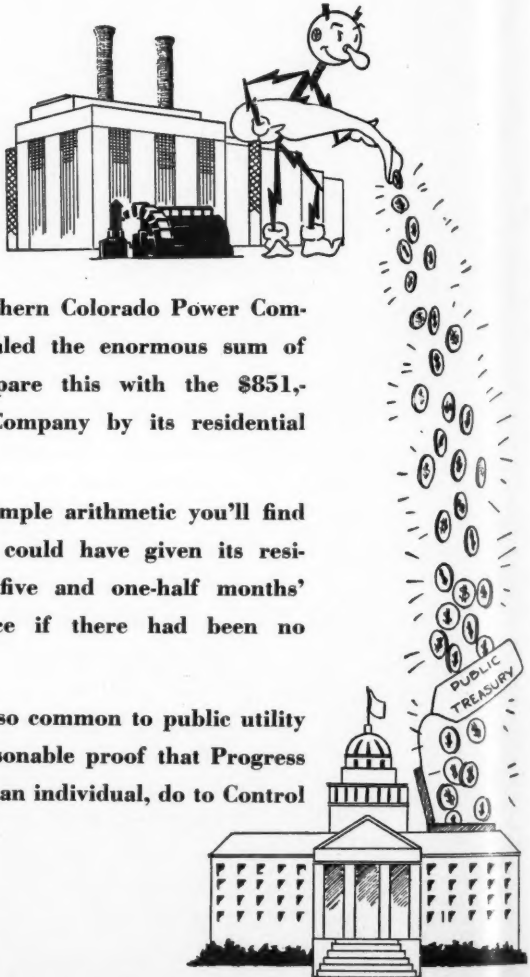 hern Colorado Power Com-
led the enormous sum of
pare this with the $851,-
Company by its residential
mple arithmetic you'll find
could have given its resi-
five and one-half months'
ce if there had been no
so common to public utility
sonable proof that Progress
an individual, do to Control
PUBLIC
TREASURY